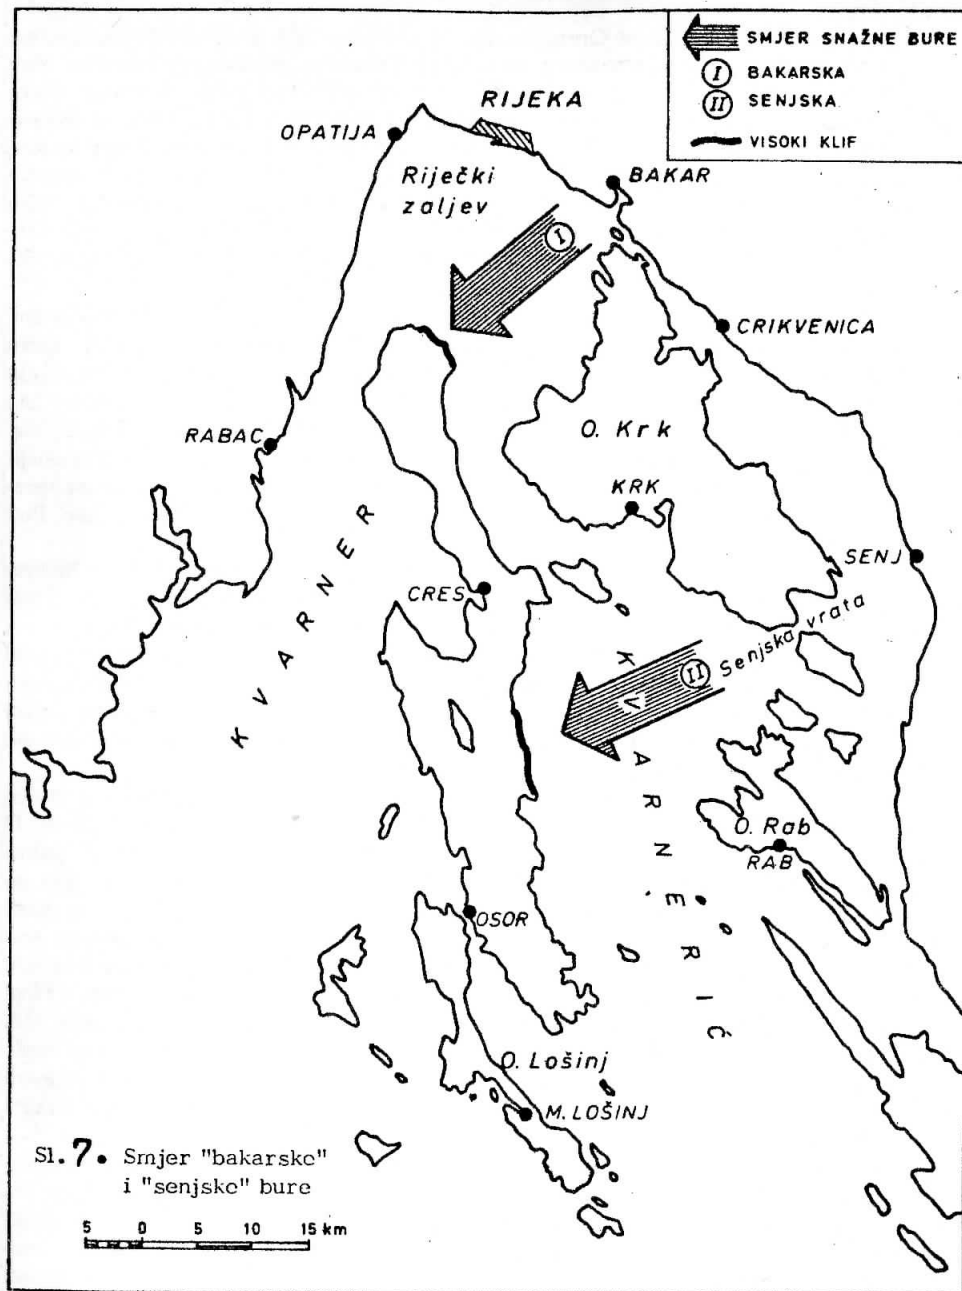 SMJER SNAŽNE BURE
I BAKARSKA
II SENJSKA
VISOKI KLIF
RIJEKA
OPATIJA
Riječki
zaljev
BAKAR
I
CRIKVENICA
RABAC
O. Krk
KRK
SENJ
CRES
KVARNER
Senjska vrata
II
KVARNERIĆ
O. Rab
RAB
OSOR
O. Lošinj
M. LOŠINJ
Sl. 7. Smjer "bakarske"
i "senjske" bure
5 0 5 10 15 km